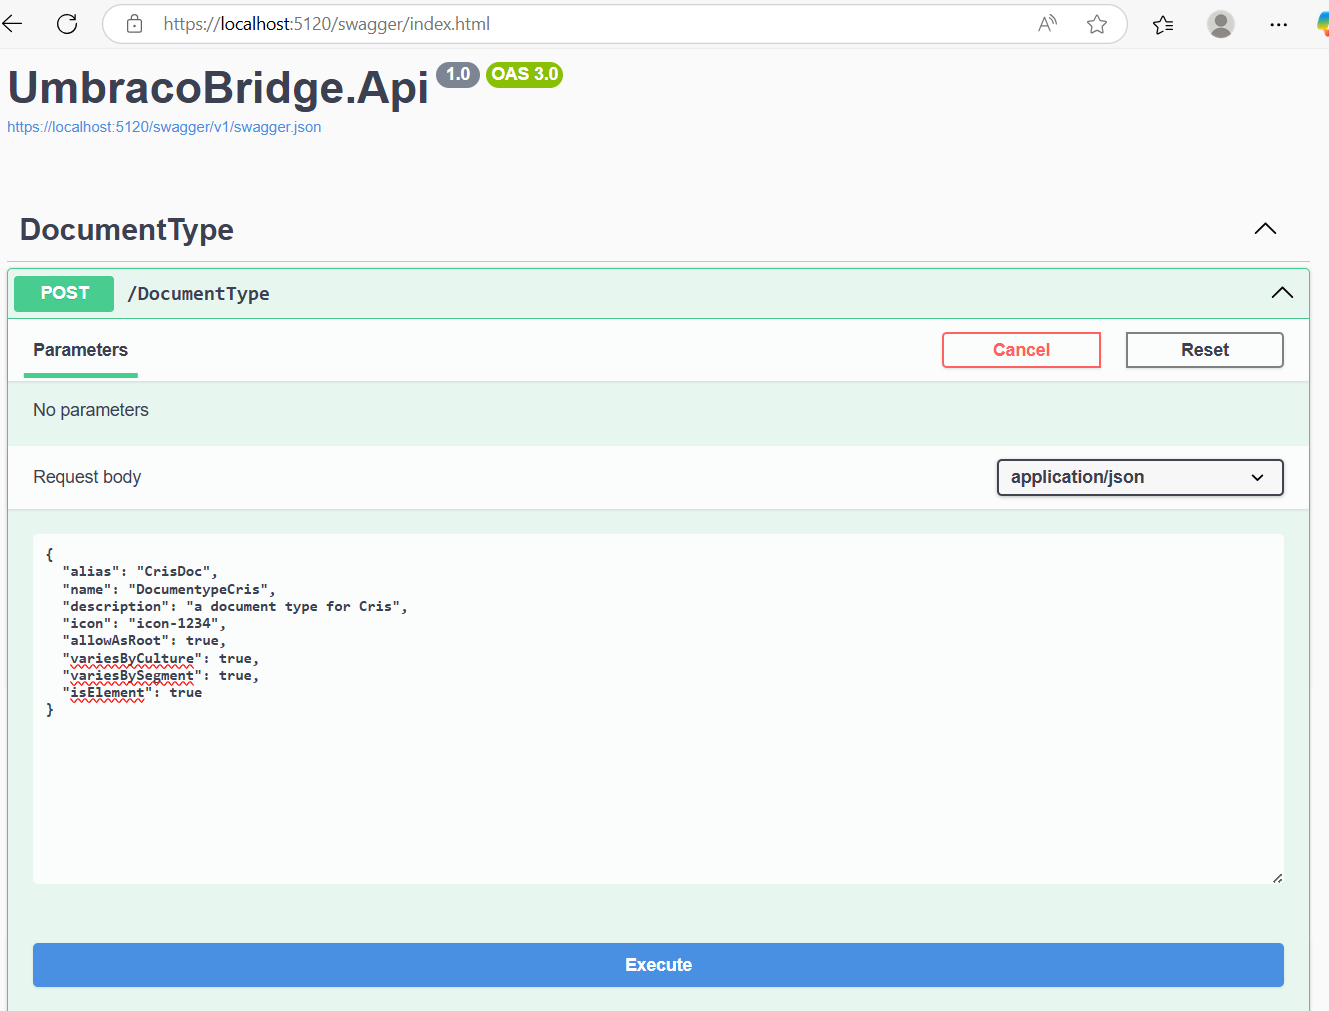 https://localhost:5120/swagger/index.html
UmbracoBridge.Api 1.0 OAS 3.0
https://localhost:5120/swagger/v1/swagger.json
DocumentType
POST /DocumentType
Parameters Cancel Reset
No parameters
Request body application/json
{
  "alias": "CrisDoc",
  "name": "DocumentypeCris",
  "description": "a document type for Cris",
  "icon": "icon-1234",
  "allowAsRoot": true,
  "variesByCulture": true,
  "variesBySegment": true,
  "isElement": true
}
Execute